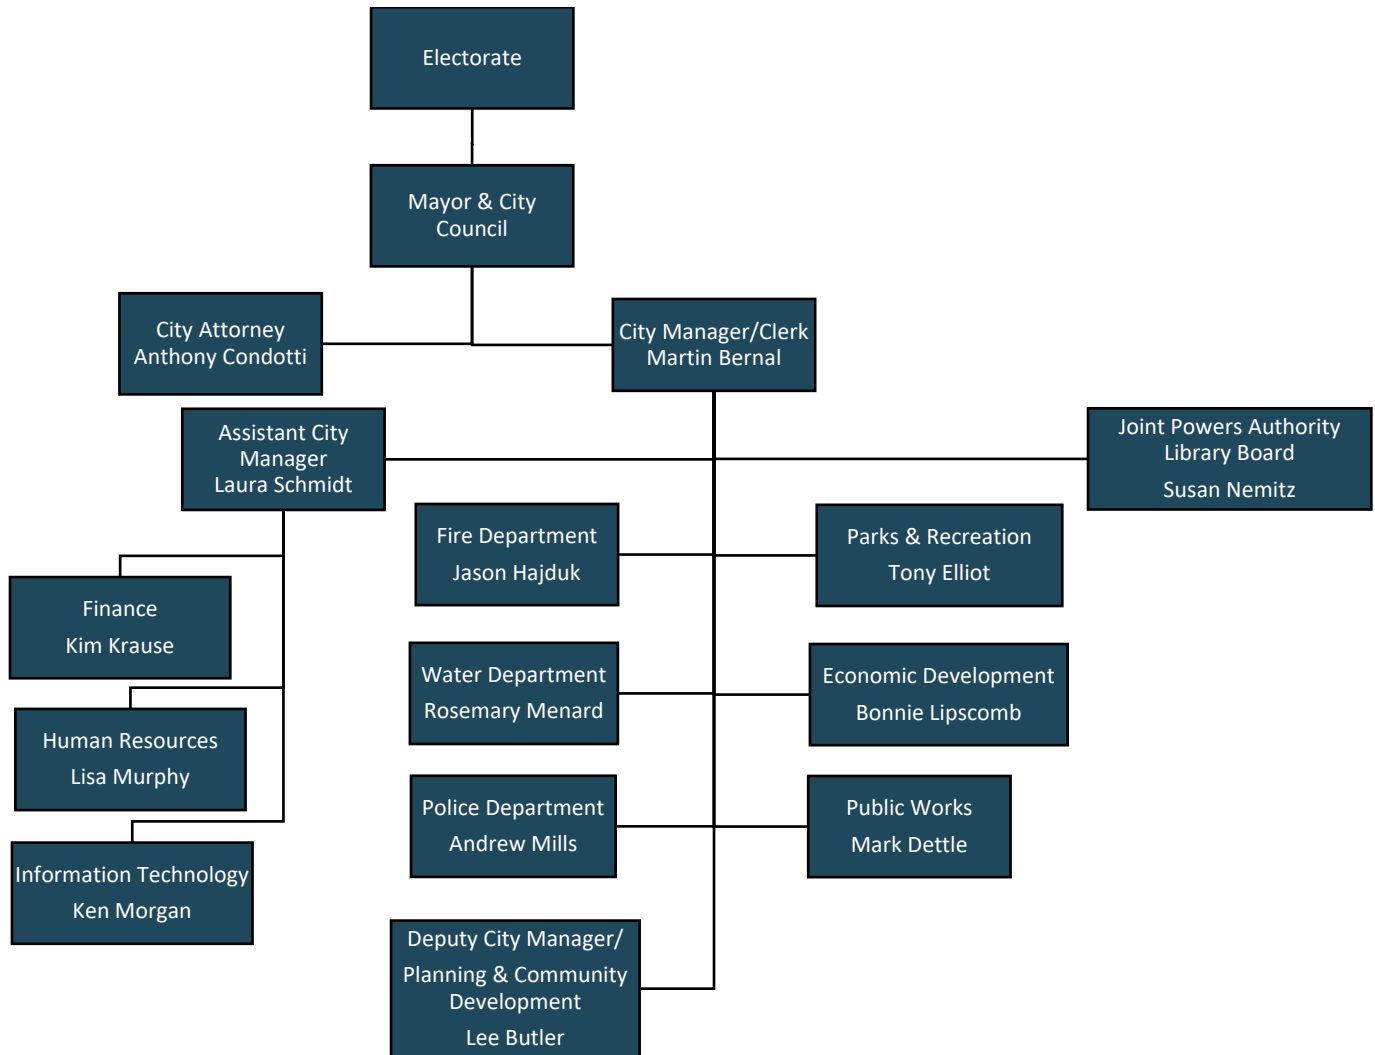 Electorate
Mayor & City
Council
City Attorney
Anthony Condotti
City Manager/Clerk
Martin Bernal
Assistant City
Manager
Laura Schmidt
Joint Powers Authority
Library Board
Susan Nemitz
Fire Department
Jason Hajduk
Parks & Recreation
Tony Elliot
Finance
Kim Krause
Water Department
Rosemary Menard
Economic Development
Bonnie Lipscomb
Human Resources
Lisa Murphy
Police Department
Andrew Mills
Public Works
Mark Dettle
Information Technology
Ken Morgan
Deputy City Manager/
Planning & Community
Development
Lee Butler